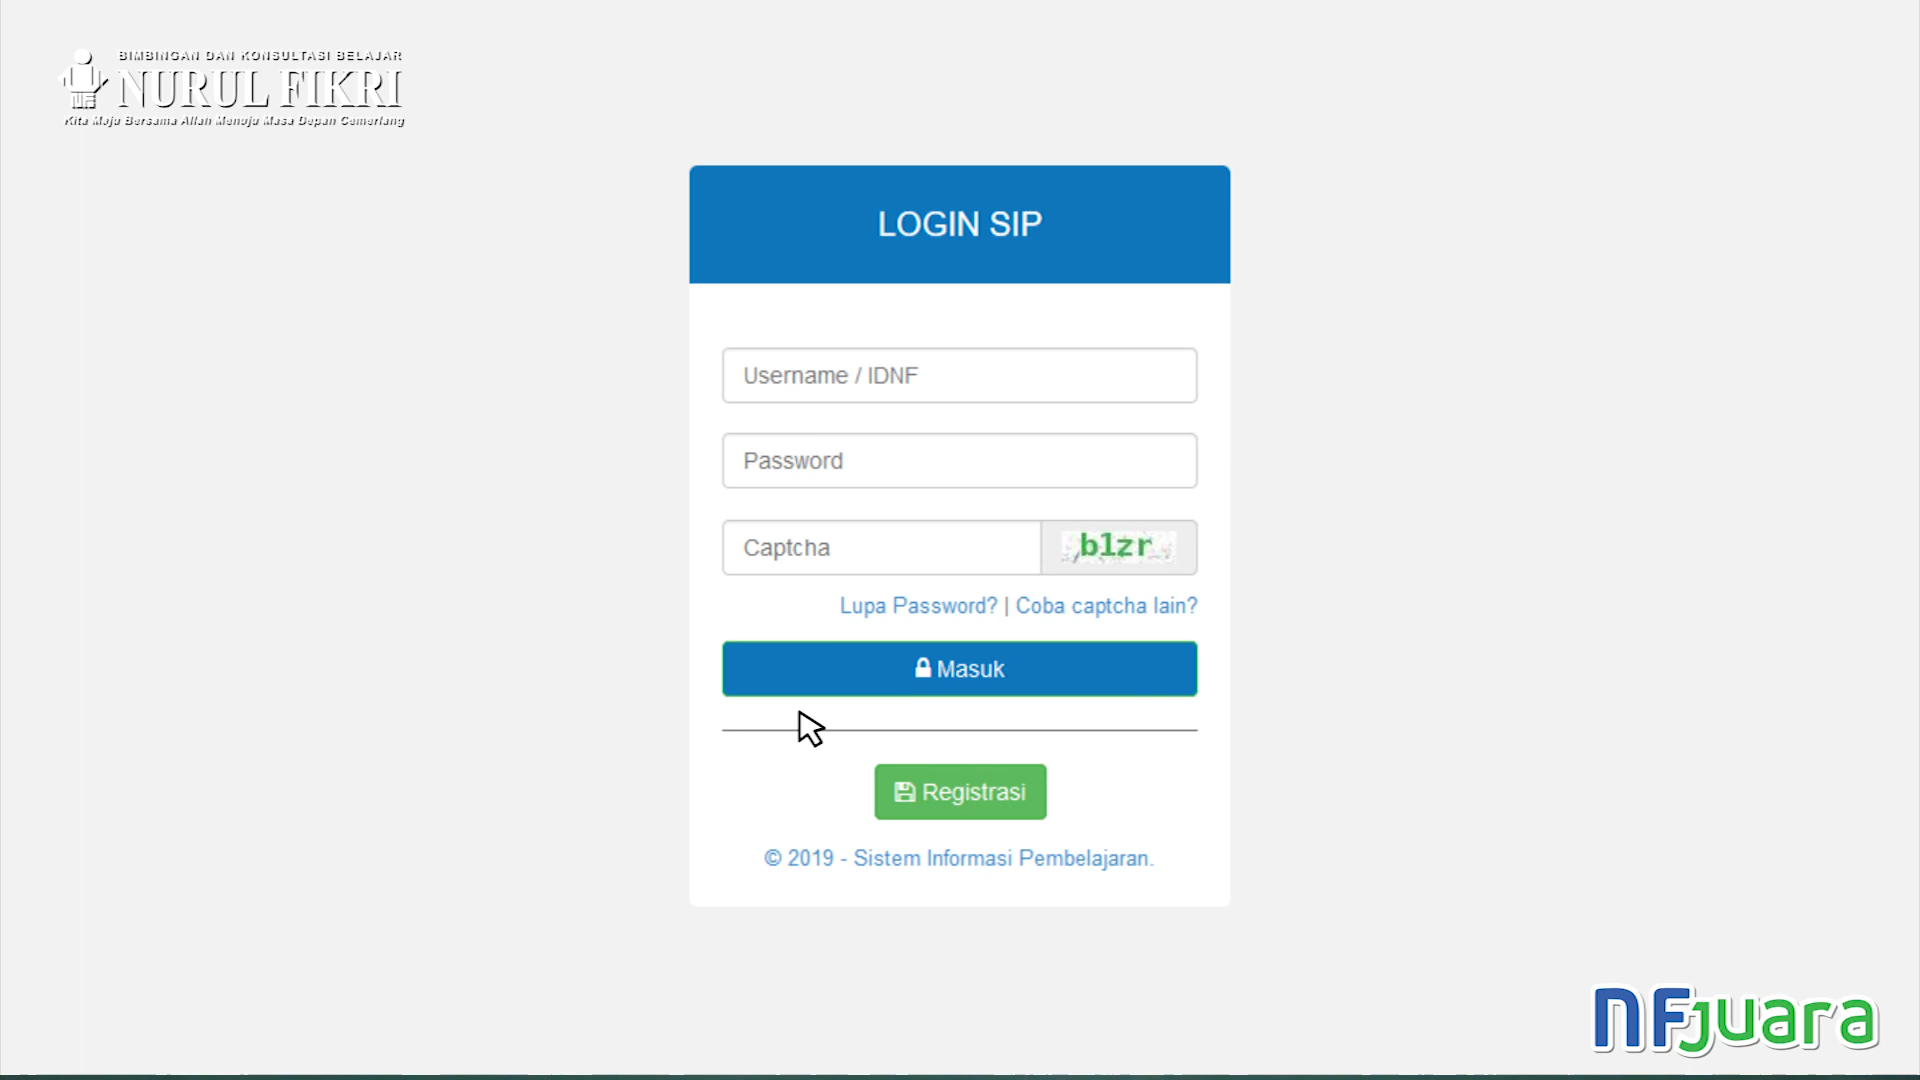 BIMBINGAN DAN KONSULTASI BELAJAR
NURUL FIKRI
Kita Maju Bersama Allah Menuju Masa Depan Cemerlang
LOGIN SIP
Username / IDNF
Password
Captcha
b1zr
Lupa Password? | Coba captcha lain?
Masuk
Registrasi
© 2019 - Sistem Informasi Pembelajaran.
NFjuara